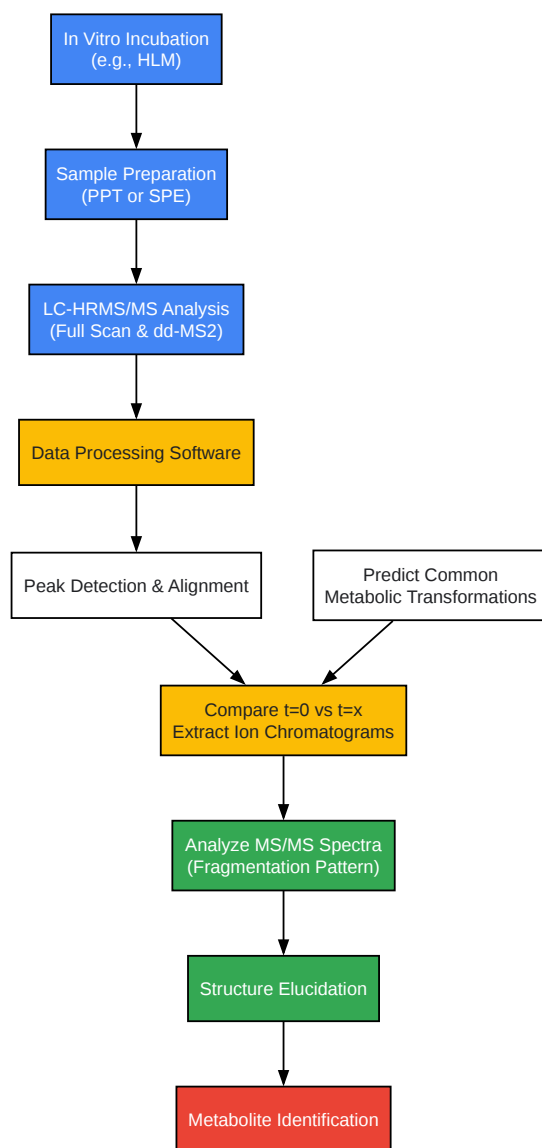 In Vitro Incubation
(e.g., HLM)
Sample Preparation
(PPT or SPE)
LC-HRMS/MS Analysis
(Full Scan & dd-MS2)
Data Processing Software
Peak Detection & Alignment
Predict Common
Metabolic Transformations
Compare t=0 vs t=x
Extract Ion Chromatograms
Analyze MS/MS Spectra
(Fragmentation Pattern)
Structure Elucidation
Metabolite Identification